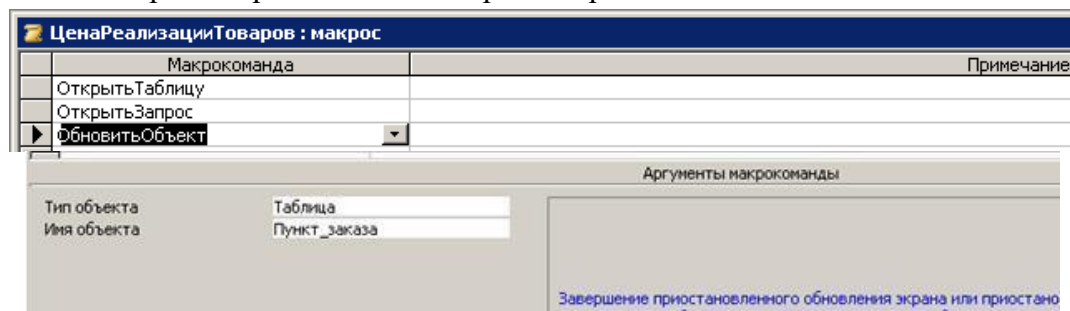 ЦенаРеализацииТоваров : макрос
Макрокоманда Примечание
ОткрытьТаблицу
ОткрытьЗапрос
ОбновитьОбъект
Аргументы макрокоманды
Тип объекта Таблица
Имя объекта Пункт_заказа
Завершение приостановленного обновления экрана или приостано